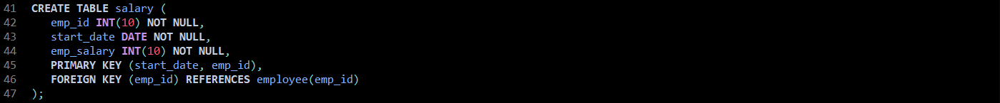 41 CREATE TABLE salary (
42    emp_id INT(10) NOT NULL,
43    start_date DATE NOT NULL,
44    emp_salary INT(10) NOT NULL,
45    PRIMARY KEY (start_date, emp_id),
46    FOREIGN KEY (emp_id) REFERENCES employee(emp_id)
47 );